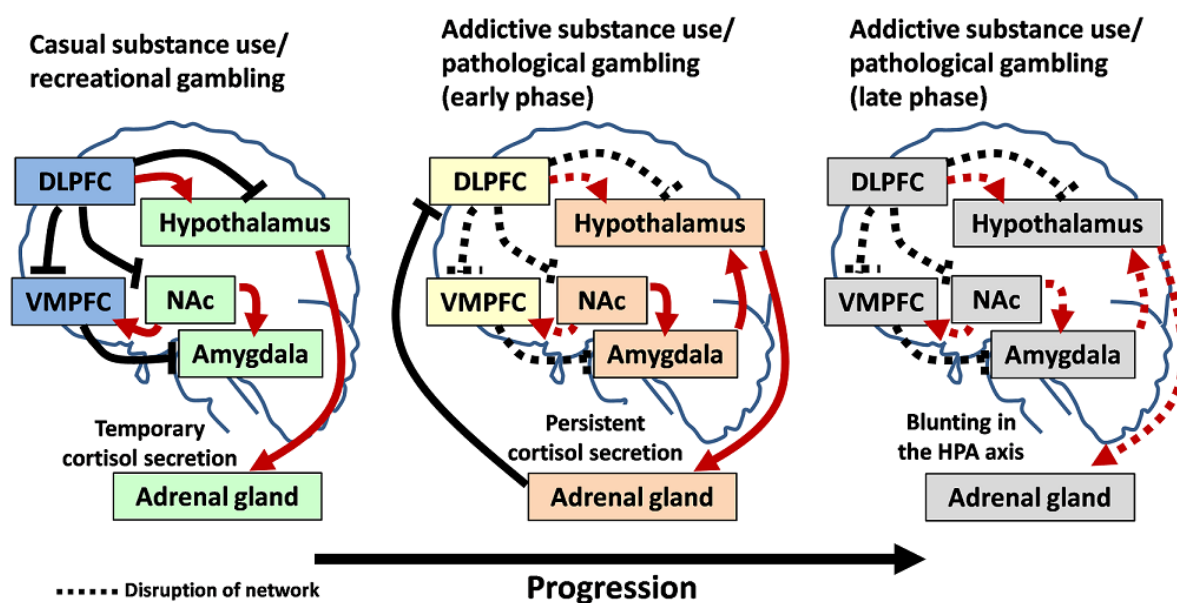 Casual substance use/
recreational gambling
DLPFC
Hypothalamus
VMPFC
NAc
Amygdala
Temporary
cortisol secretion
Adrenal gland
Addictive substance use/
pathological gambling
(early phase)
DLPFC
Hypothalamus
VMPFC
NAc
Amygdala
Persistent
cortisol secretion
Adrenal gland
Addictive substance use/
pathological gambling
(late phase)
DLPFC
Hypothalamus
VMPFC
NAc
Amygdala
Blunting in
the HPA axis
Adrenal gland
Disruption of network
Progression